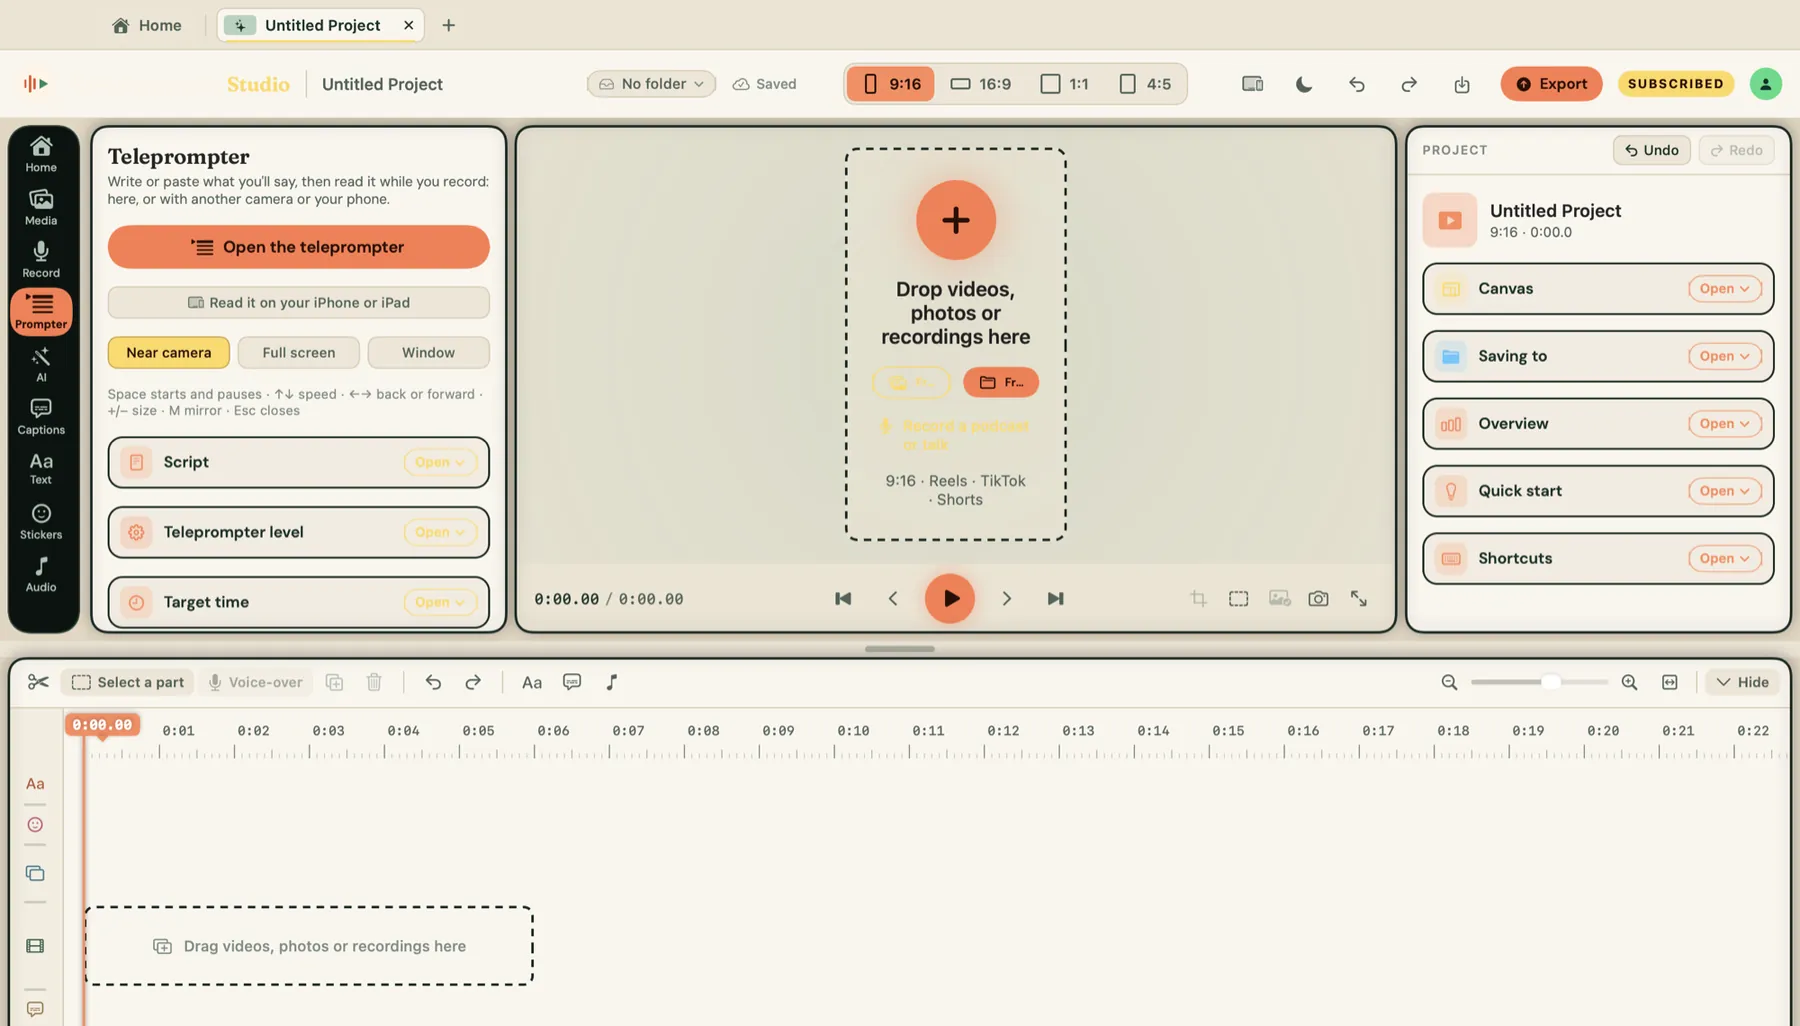 Home
Untitled Project
Studio
Untitled Project
No folder
Saved
9:16
16:9
1:1
4:5
Export
SUBSCRIBED
Home
Media
Record
Prompter
AI
Captions
Aa
Text
Stickers
Audio
Teleprompter
Write or paste what you'll say, then read it while you record:
here, or with another camera or your phone.
Open the teleprompter
Read it on your iPhone or iPad
Near camera
Full screen
Window
Space starts and pauses · ↑↓ speed · ←→ back or forward ·
+/− size · M mirror · Esc closes
Script
Open
Teleprompter level
Open
Target time
Open
Drop videos,
photos or
recordings here
Fr…
Record a podcast
or talk
9:16 · Reels · TikTok
· Shorts
0:00.00 / 0:00.00
PROJECT
Undo
Redo
Untitled Project
9:16 · 0:00.0
Canvas
Open
Saving to
Open
Overview
Open
Quick start
Open
Shortcuts
Open
Select a part
Voice-over
Aa
Hide
0:00.00
0:01
0:02
0:03
0:04
0:05
0:06
0:07
0:08
0:09
0:10
0:11
0:12
0:13
0:14
0:15
0:16
0:17
0:18
0:19
0:20
0:21
0:22
Aa
Drag videos, photos or recordings here